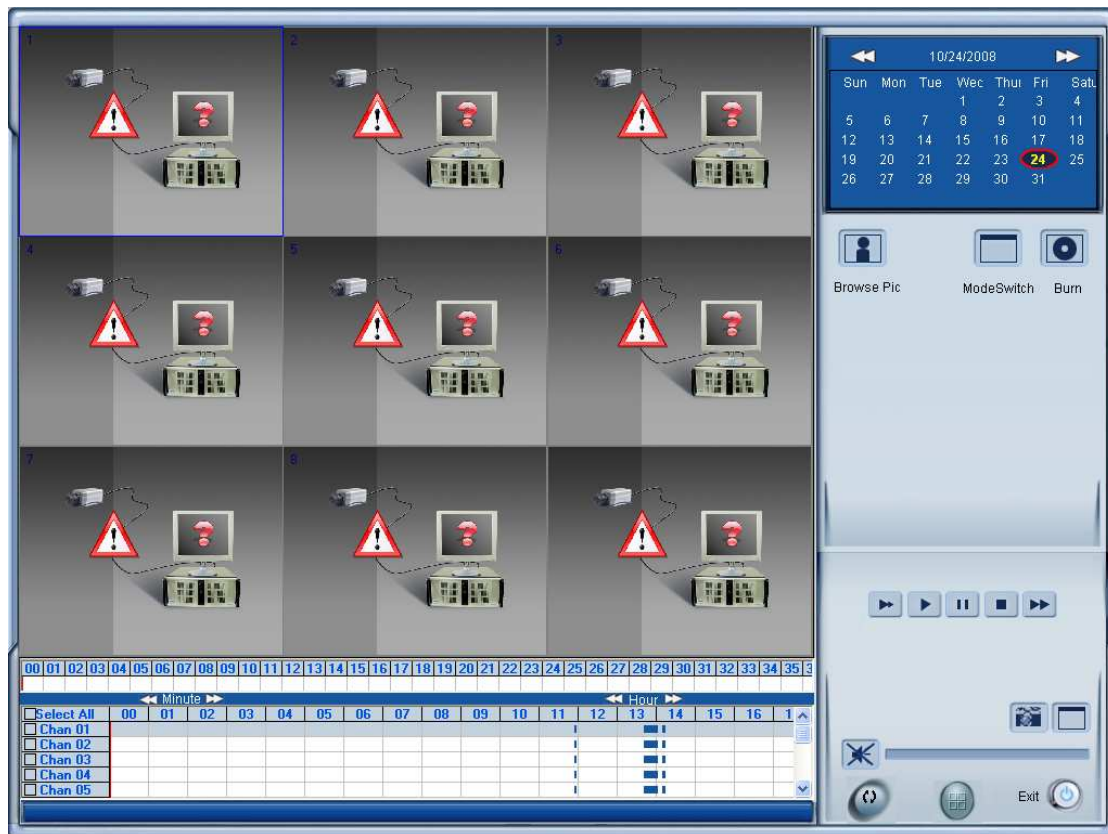 1 2 3
4 5 6
7 8
10/24/2008
Sun Mon Tue Wec Thui Fri Satu
1 2 3 4
5 6 7 8 9 10 11
12 13 14 15 16 17 18
19 20 21 22 23 24 25
26 27 28 29 30 31
Browse Pic ModeSwitch Burn
00 01 02 03 04 05 06 07 08 09 10 11 12 13 14 15 16 17 18 19 20 21 22 23 24 25 26 27 28 29 30 31 32 33 34 35 3
Minute Hour
Select All 00 01 02 03 04 05 06 07 08 09 10 11 12 13 14 15 16 1
Chan 01
Chan 02
Chan 03
Chan 04
Chan 05
Exit